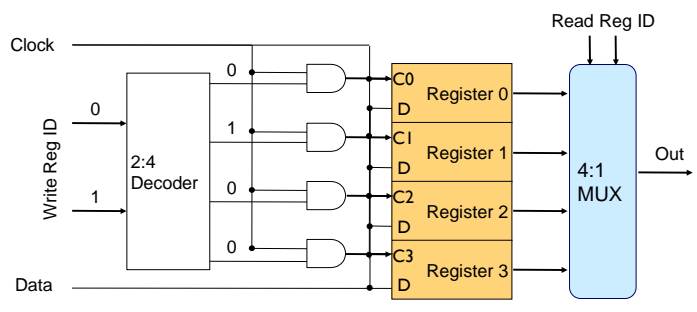 Read Reg ID
Clock
0
C0
Register 0
D
0
1
C1
Register 1
D
Write Reg ID
2:4
Decoder
4:1
MUX
Out
1
0
C2
Register 2
D
0
C3
Register 3
D
Data